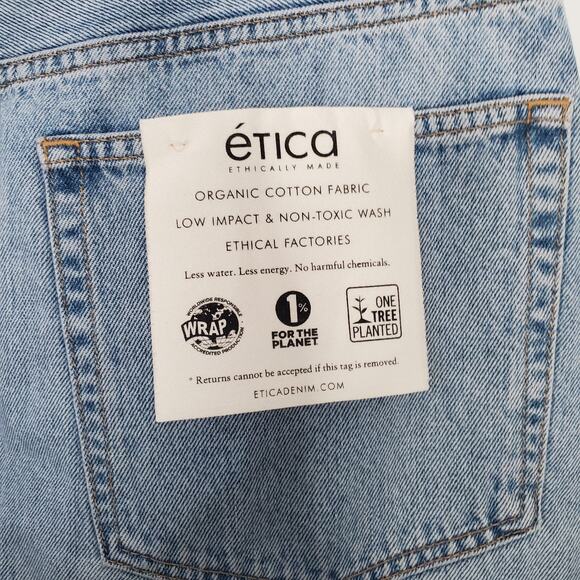 ética
ETHICALLY MADE
ORGANIC COTTON FABRIC
LOW IMPACT & NON-TOXIC WASH
ETHICAL FACTORIES
Less water. Less energy. No harmful chemicals.
WORLDWIDE RESPONSIBLE
WRAP
ACCREDITED PRODUCTION
1%
FOR THE
PLANET
ONE
TREE
PLANTED
* Returns cannot be accepted if this tag is removed.
ETICADENIM.COM